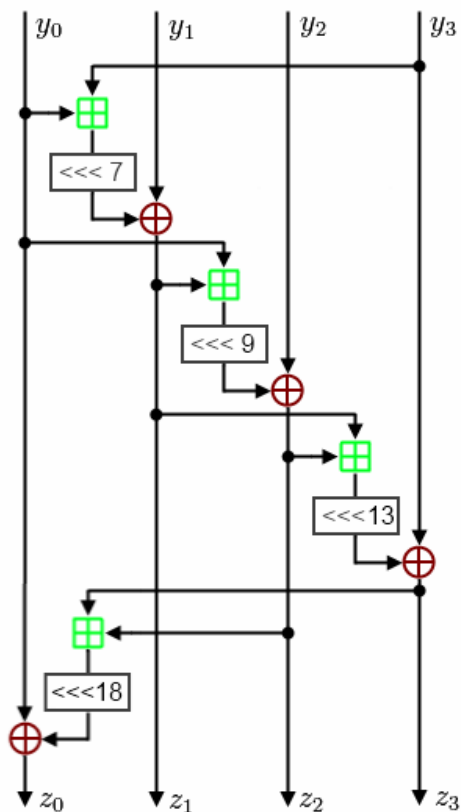 y₀ y₁ y₂ y₃
<<< 7
<<< 9
<<<13
<<<18
z₀ z₁ z₂ z₃